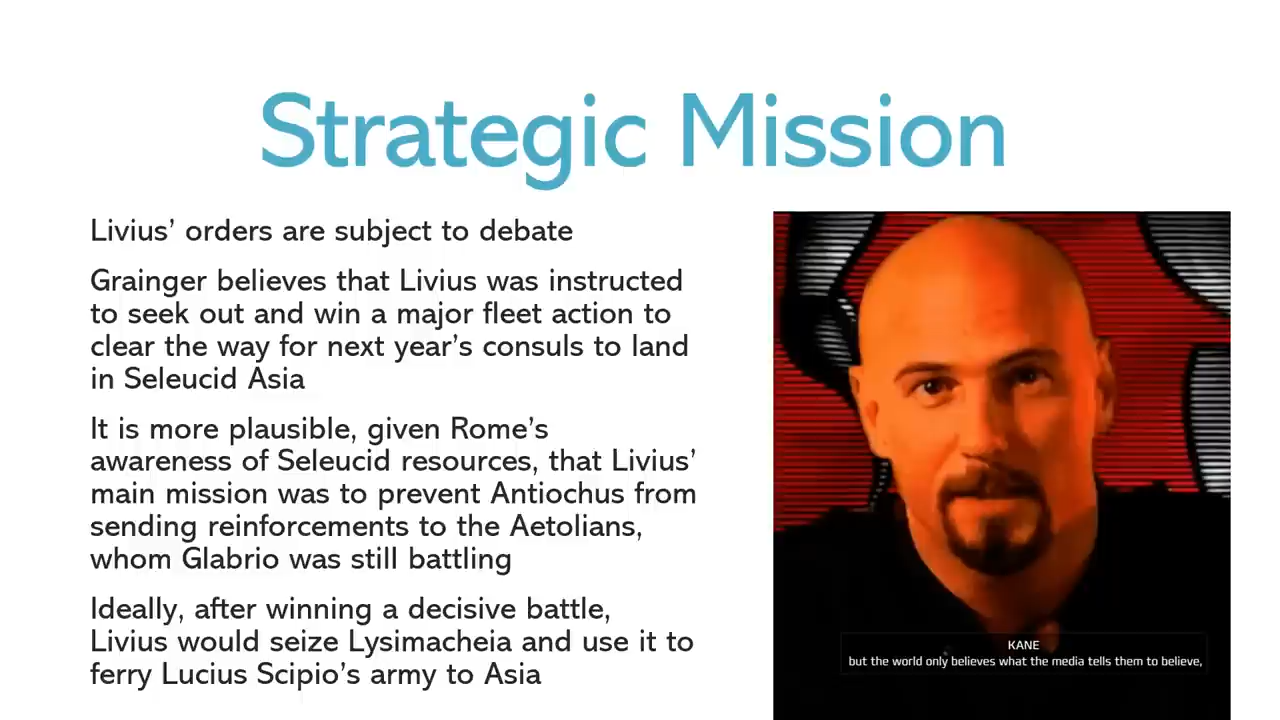 Strategic Mission
Livius’ orders are subject to debate
Grainger believes that Livius was instructed
to seek out and win a major fleet action to
clear the way for next year’s consuls to land
in Seleucid Asia
It is more plausible, given Rome’s
awareness of Seleucid resources, that Livius’
main mission was to prevent Antiochus from
sending reinforcements to the Aetolians,
whom Glabrio was still battling
Ideally, after winning a decisive battle,
Livius would seize Lysimacheia and use it to
ferry Lucius Scipio’s army to Asia
KANE
but the world only believes what the media tells them to believe,